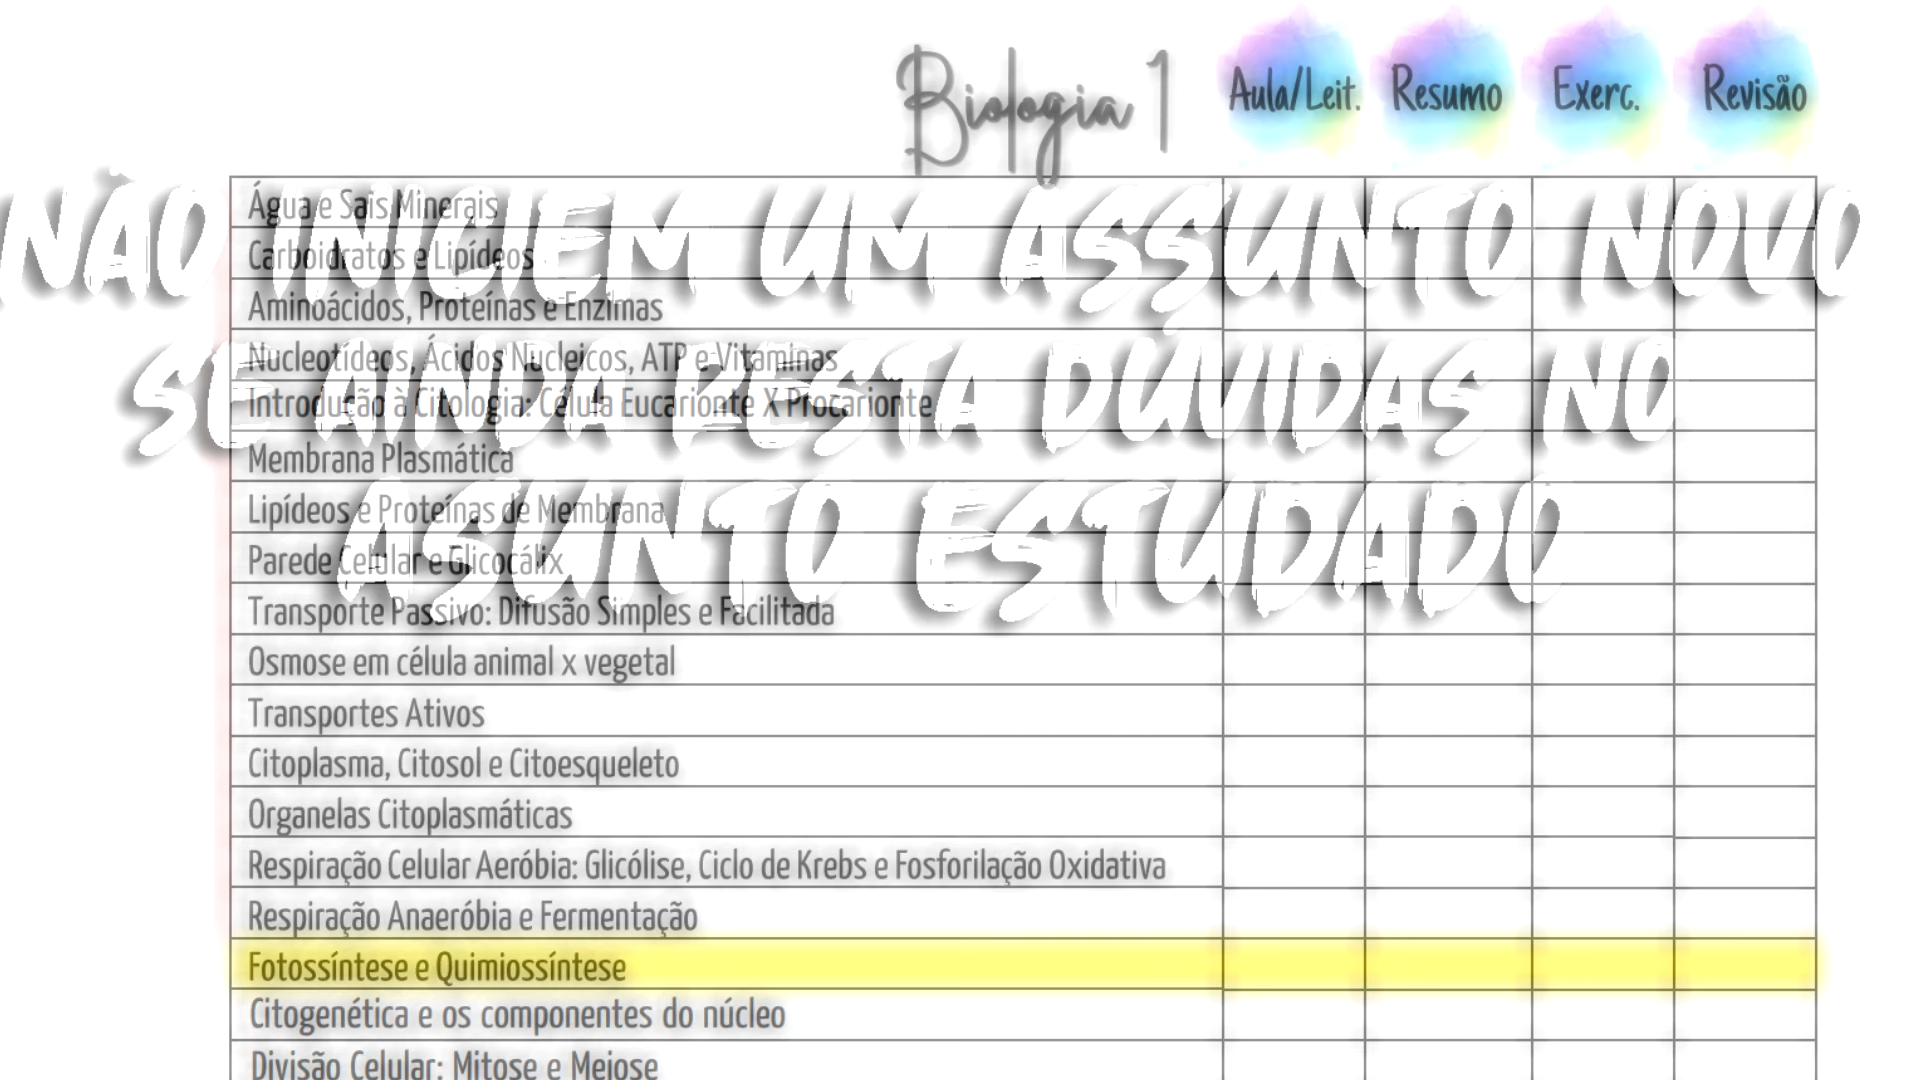 Biologia 1 Aula/Leit. Resumo Exerc. Revisão
NÃO INICIEM UM ASSUNTO NOVO
SE AINDA RESTA DÚVIDAS NO
ASUNTO ESTUDADO
Água e Sais Minerais
Carboidratos e Lipídeos
Aminoácidos, Proteínas e Enzimas
Nucleotídeos, Ácidos Nucleicos, ATP e Vitaminas
Introdução à Citologia: Célula Eucarionte X Procarionte
Membrana Plasmática
Lipídeos e Proteínas de Membrana
Parede Celular e Glicocálix
Transporte Passivo: Difusão Simples e Facilitada
Osmose em célula animal x vegetal
Transportes Ativos
Citoplasma, Citosol e Citoesqueleto
Organelas Citoplasmáticas
Respiração Celular Aeróbia: Glicólise, Ciclo de Krebs e Fosforilação Oxidativa
Respiração Anaeróbia e Fermentação
Fotossíntese e Quimiossíntese
Citogenética e os componentes do núcleo
Divisão Celular: Mitose e Meiose